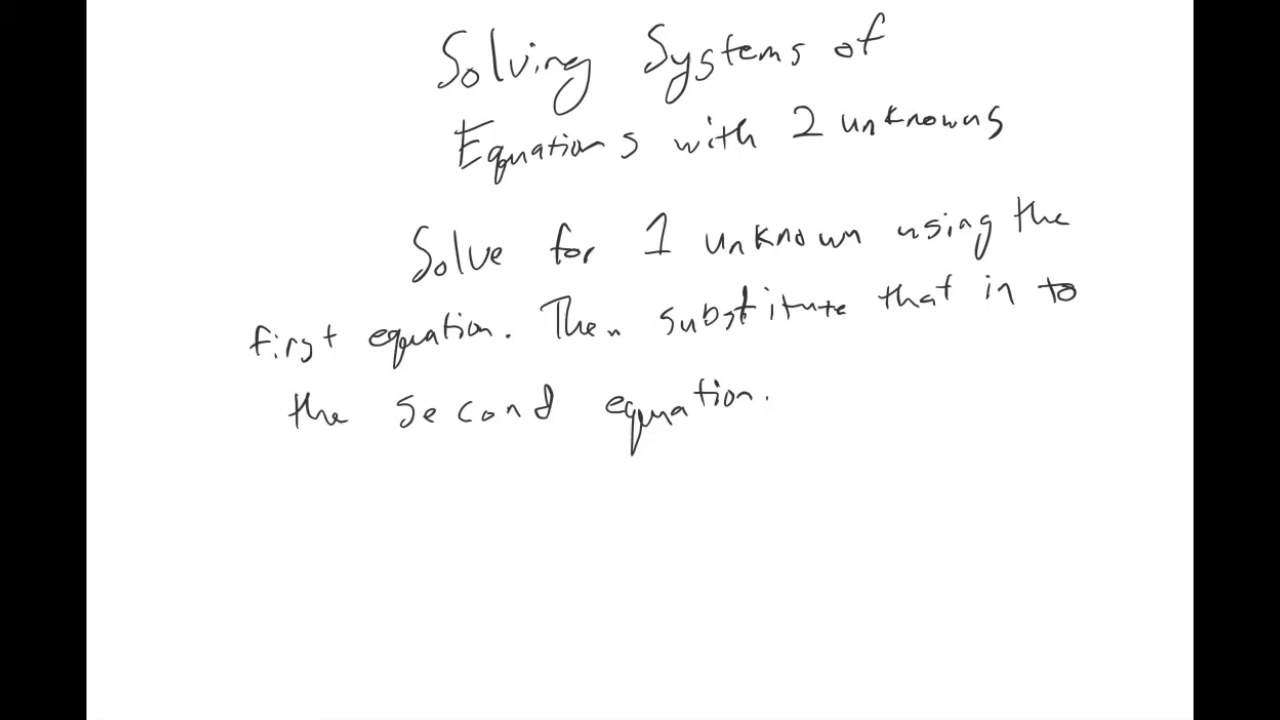 Solving Systems of
Equations with 2 unknowns
Solve for 1 unknown using the
first equation. Then substitute that in to
the second equation.